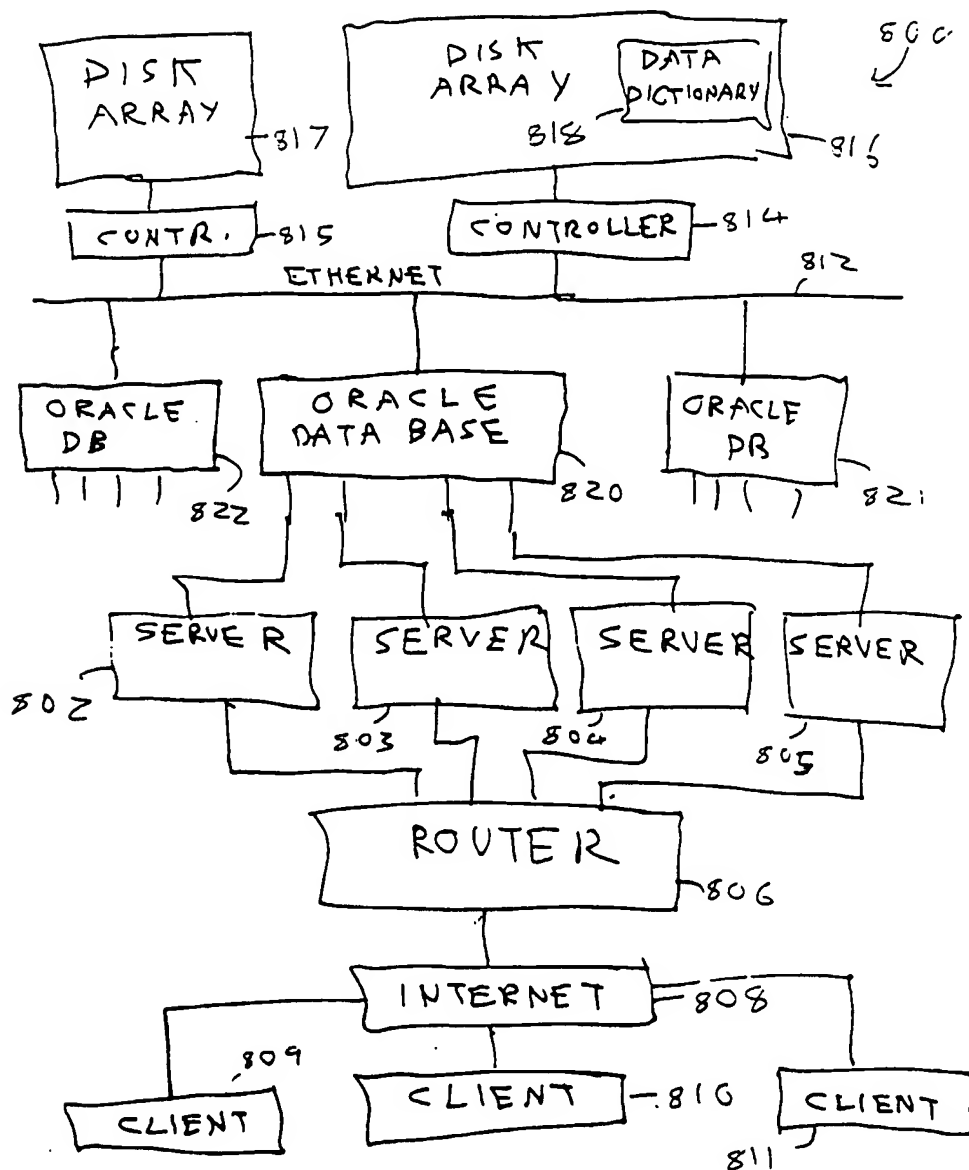 800
DISK
ARRAY
817
DISK
ARRAY
DATA
DICTIONARY
818
816
CONTR.
815
CONTROLLER
814
ETHERNET
812
ORACLE
DB
822
ORACLE
DATA BASE
820
ORACLE
DB
821
SERVER
802
SERVER
803
SERVER
804
SERVER
805
ROUTER
806
INTERNET
808
809
CLIENT
CLIENT
810
CLIENT
811